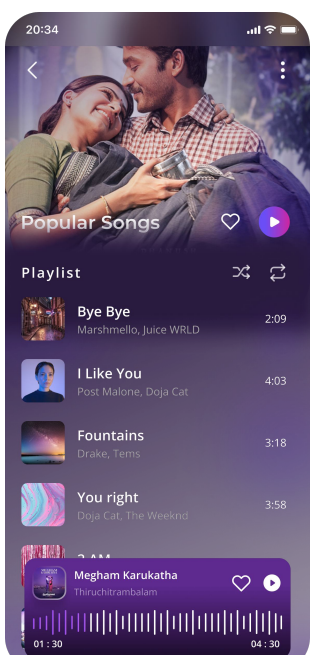 20:34
Popular Songs
Playlist
Bye Bye
Marshmello, Juice WRLD
2:09
I Like You
Post Malone, Doja Cat
4:03
Fountains
Drake, Tems
3:18
You right
Doja Cat, The Weeknd
3:58
Megham Karukatha
Thiruchitrambalam
01 : 30
04 : 30